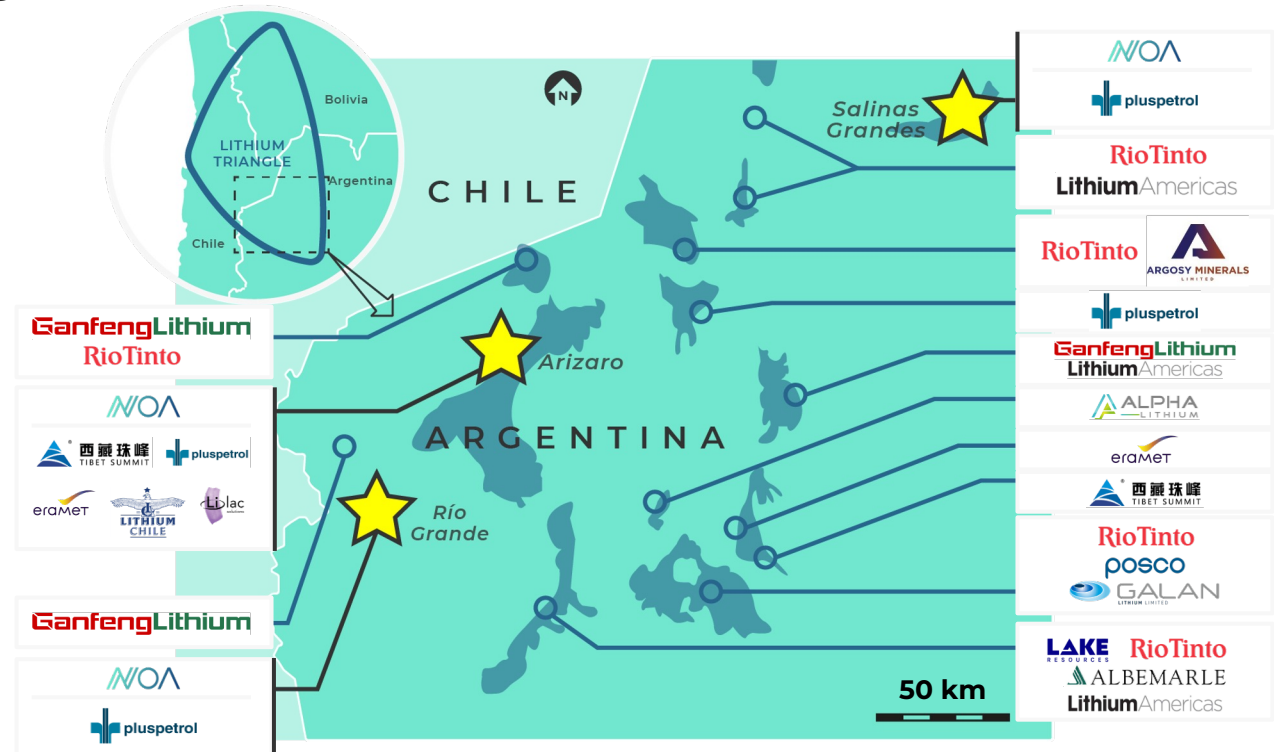 Bolivia
LITHIUM
TRIANGLE
Argentina
Chile
N
CHILE
ARGENTINA
Salinas
Grandes
Arizaro
Río
Grande
50 km
GanfengLithium
RioTinto
NOA
西藏珠峰
TIBET SUMMIT
pluspetrol
eramet
LITHIUM
CHILE
Lilac
solutions
GanfengLithium
NOA
pluspetrol
NOA
pluspetrol
RioTinto
LithiumAmericas
RioTinto
ARGOSY MINERALS
LIMITED
pluspetrol
GanfengLithium
LithiumAmericas
ALPHA
LITHIUM
eramet
西藏珠峰
TIBET SUMMIT
RioTinto
posco
GALAN
LITHIUM LIMITED
LAKE
RESOURCES
RioTinto
ALBEMARLE
LithiumAmericas